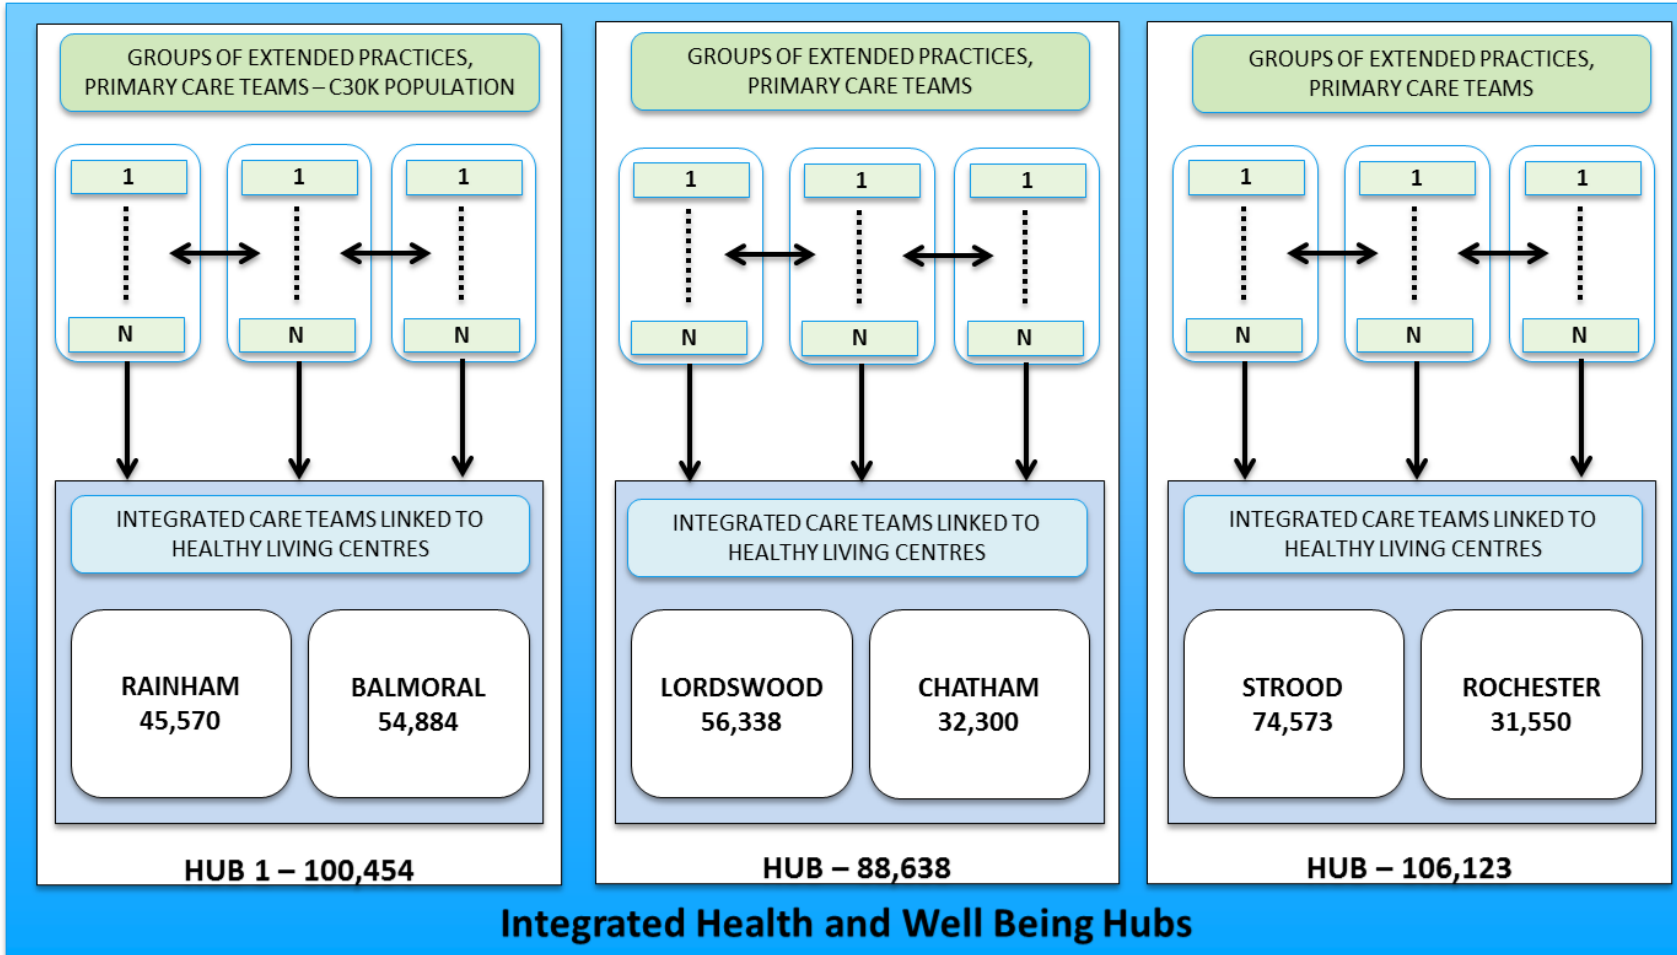 GROUPS OF EXTENDED PRACTICES,
PRIMARY CARE TEAMS – C30K POPULATION
1
1
1
N
N
N
INTEGRATED CARE TEAMS LINKED TO
HEALTHY LIVING CENTRES
RAINHAM
45,570
BALMORAL
54,884
HUB 1 – 100,454
GROUPS OF EXTENDED PRACTICES,
PRIMARY CARE TEAMS
1
1
1
N
N
N
INTEGRATED CARE TEAMS LINKED TO
HEALTHY LIVING CENTRES
LORDSWOOD
56,338
CHATHAM
32,300
HUB – 88,638
GROUPS OF EXTENDED PRACTICES,
PRIMARY CARE TEAMS
1
1
1
N
N
N
INTEGRATED CARE TEAMS LINKED TO
HEALTHY LIVING CENTRES
STROOD
74,573
ROCHESTER
31,550
HUB – 106,123
Integrated Health and Well Being Hubs